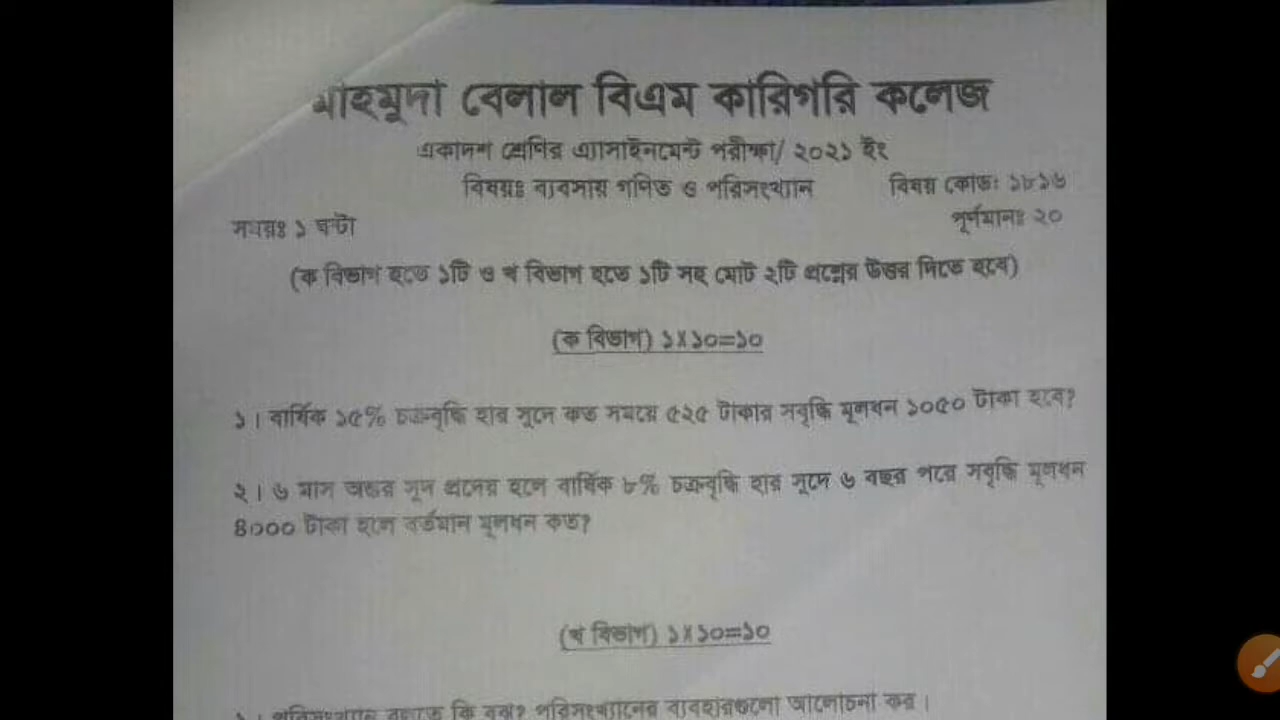 মাহমুদা বেলাল বিএম কারিগরি কলেজ
একাদশ শ্রেণির এ্যাসাইনমেন্ট পরীক্ষা/ ২০২১ ইং
বিষয়ঃ ব্যবসায় গণিত ও পরিসংখ্যান বিষয় কোডঃ ১৮১৬
সময়ঃ ১ ঘন্টা পূর্ণমানঃ ২০
(ক বিভাগ হতে ১টি ও খ বিভাগ হতে ১টি সহ মোট ২টি প্রশ্নের উত্তর দিতে হবে)
(ক বিভাগ) ১x১০=১০
১। বার্ষিক ১৫% চক্রবৃদ্ধি হার সুদে কত সময়ে ৫২৫ টাকার সবৃদ্ধি মূলধন ১০৫০ টাকা হবে?
২। ৬ মাস অন্তর সুদ প্রদেয় হলে বার্ষিক ৮% চক্রবৃদ্ধি হার সুদে ৬ বছর পরে সবৃদ্ধি মূলধন
৪০০০ টাকা হলে বর্তমান মূলধন কত?
(খ বিভাগ) ১x১০=১০
১। পরিসংখ্যান বলতে কি বুঝ? পরিসংখ্যানের ব্যবহারগুলো আলোচনা কর।